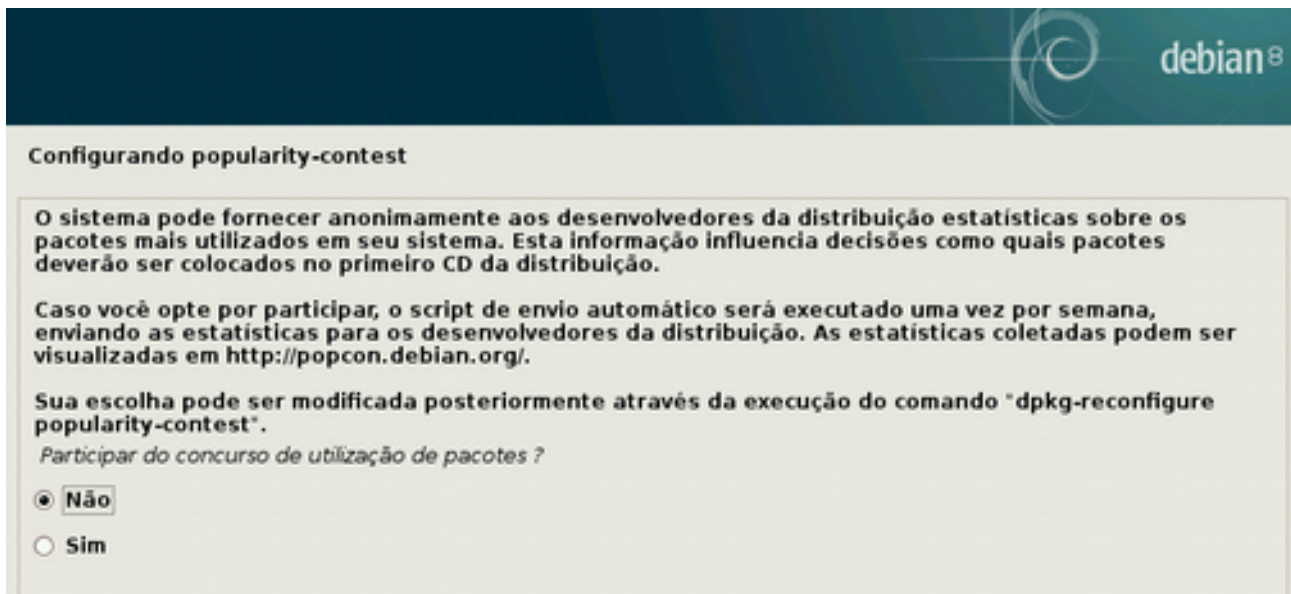 debian 8
Configurando popularity-contest
O sistema pode fornecer anonimamente aos desenvolvedores da distribuição estatísticas sobre os
pacotes mais utilizados em seu sistema. Esta informação influencia decisões como quais pacotes
deverão ser colocados no primeiro CD da distribuição.
Caso você opte por participar, o script de envio automático será executado uma vez por semana,
enviando as estatísticas para os desenvolvedores da distribuição. As estatísticas coletadas podem ser
visualizadas em http://popcon.debian.org/.
Sua escolha pode ser modificada posteriormente através da execução do comando "dpkg-reconfigure
popularity-contest".
Participar do concurso de utilização de pacotes ?
Não
Sim